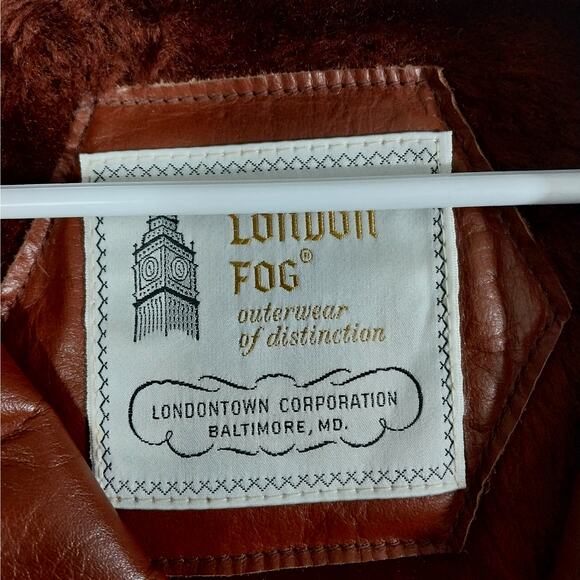 LONDON
FOG®
outerwear
of distinction
LONDONTOWN CORPORATION
BALTIMORE, MD.